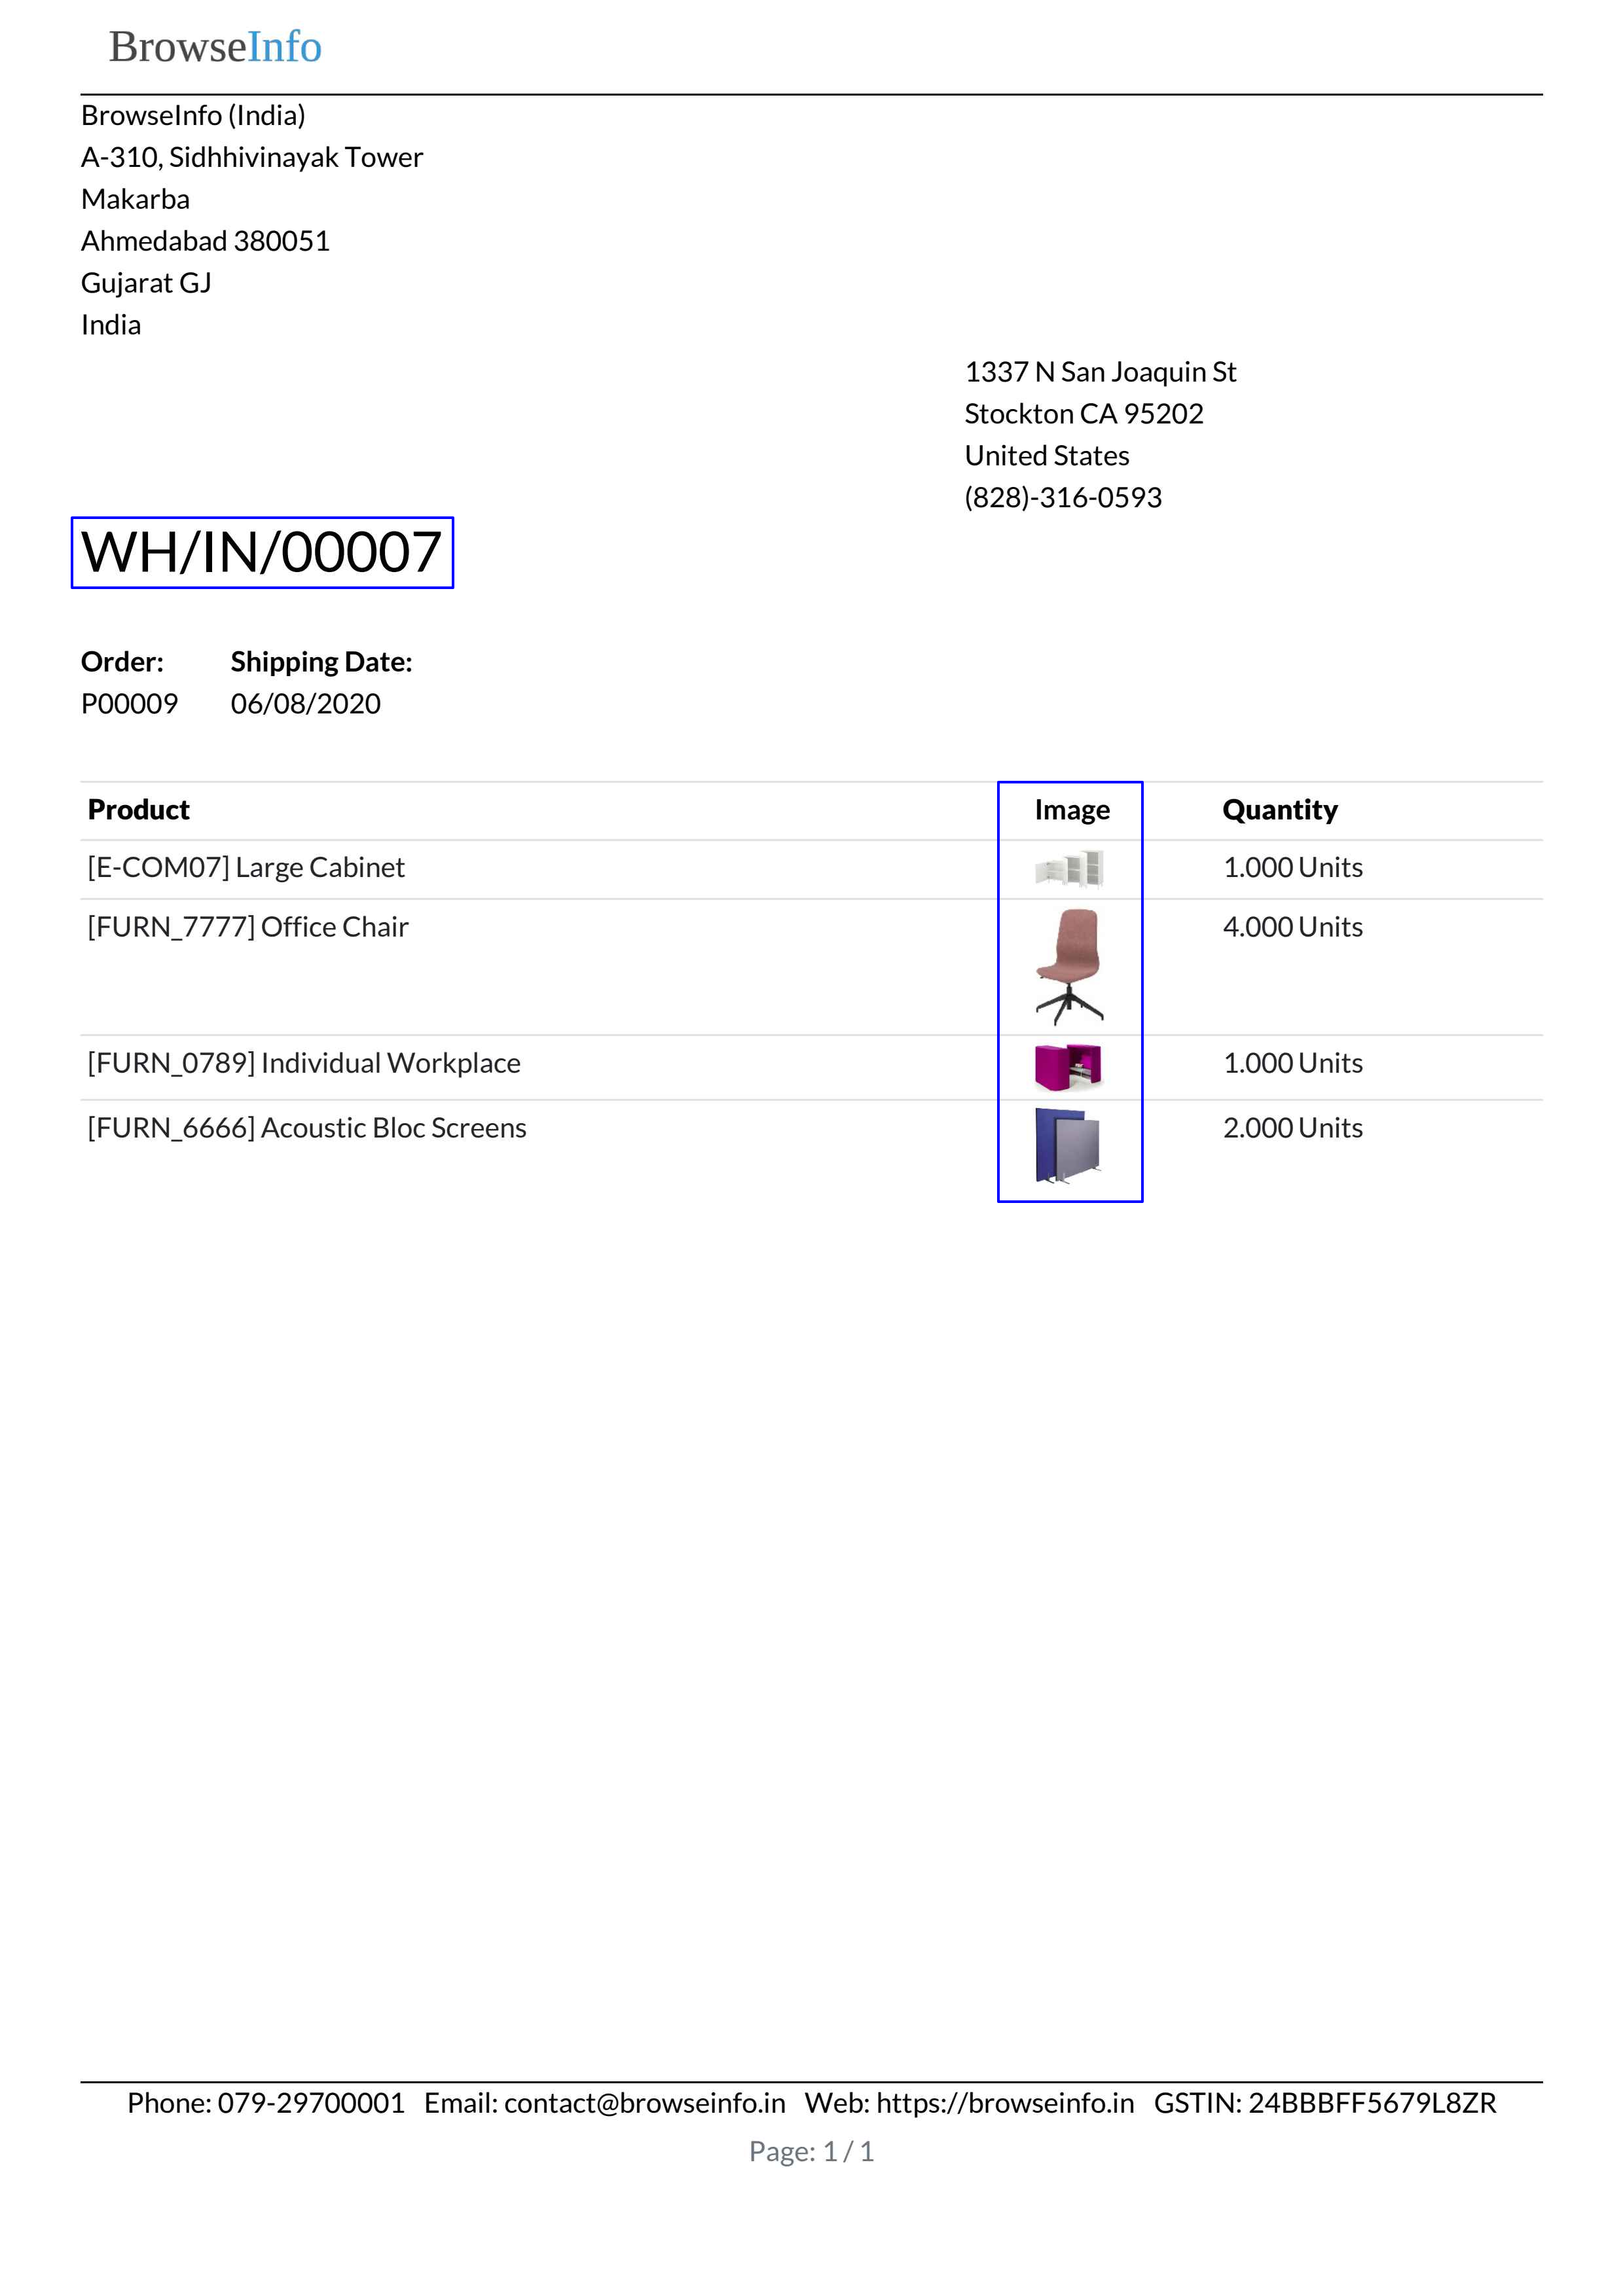 BrowseInfo
BrowseInfo (India)
A-310, Sidhhivinayak Tower
Makarba
Ahmedabad 380051
Gujarat GJ
India
1337 N San Joaquin St
Stockton CA 95202
United States
(828)-316-0593
WH/IN/00007
Order: Shipping Date:
P00009 06/08/2020
Product Image Quantity
[E-COM07] Large Cabinet 1.000 Units
[FURN_7777] Office Chair 4.000 Units
[FURN_0789] Individual Workplace 1.000 Units
[FURN_6666] Acoustic Bloc Screens 2.000 Units
Phone: 079-29700001 Email: contact@browseinfo.in Web: https://browseinfo.in GSTIN: 24BBBFF5679L8ZR
Page: 1 / 1